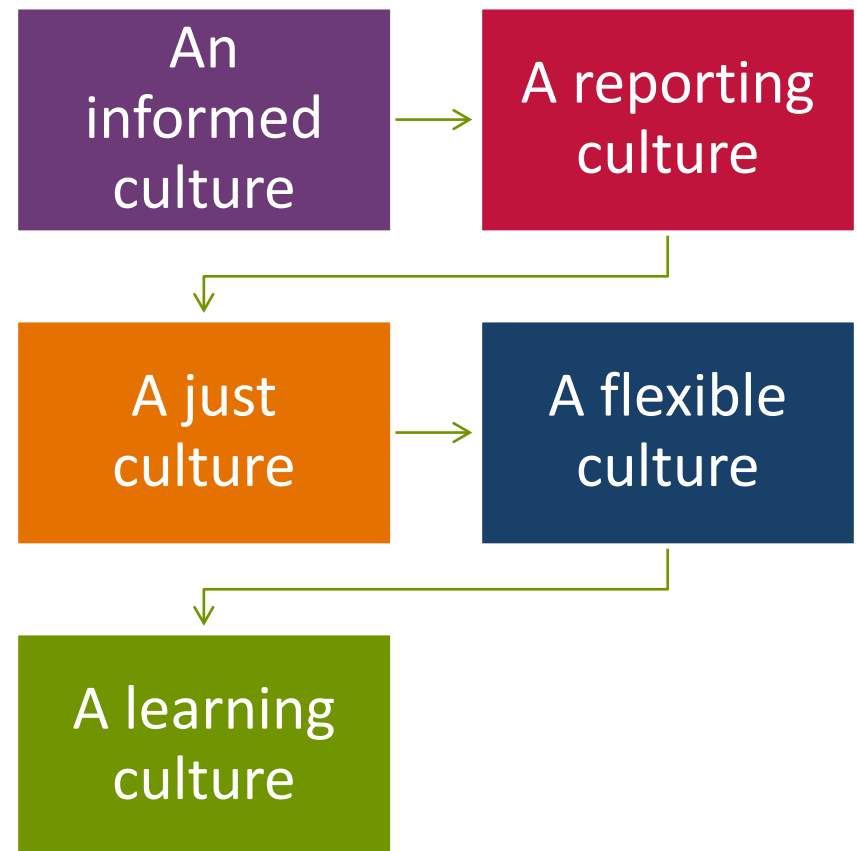 An
informed
culture
A reporting
culture
A just
culture
A flexible
culture
A learning
culture